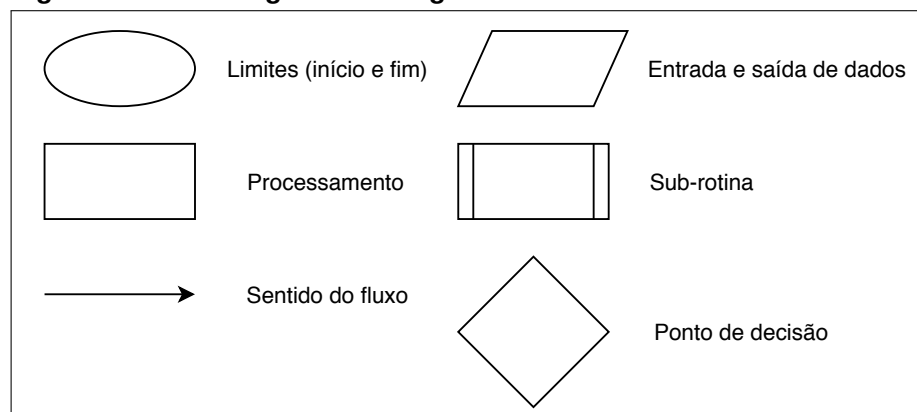 Limites (início e fim)
Entrada e saída de dados
Processamento
Sub-rotina
Sentido do fluxo
Ponto de decisão